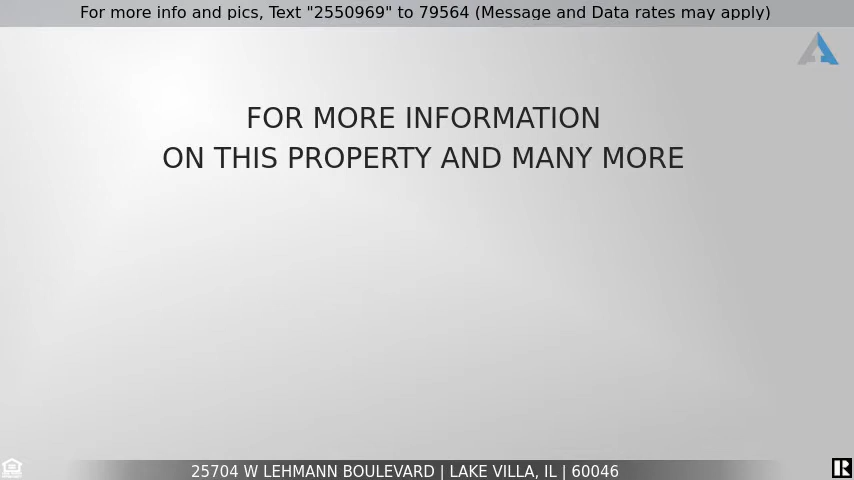 For more info and pics, Text "2550969" to 79564 (Message and Data rates may apply)
FOR MORE INFORMATION
ON THIS PROPERTY AND MANY MORE
25704 W LEHMANN BOULEVARD | LAKE VILLA, IL | 60046